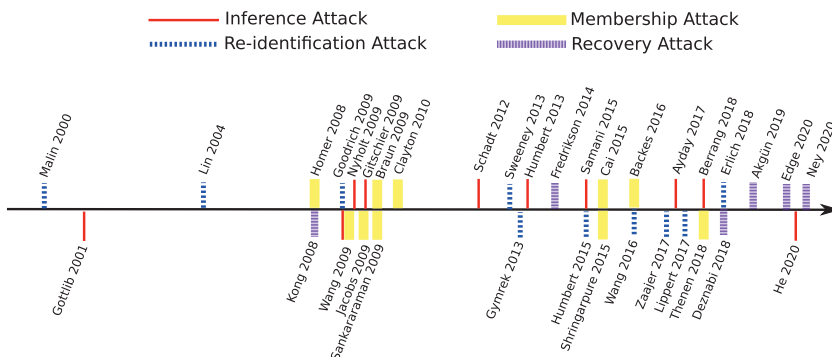 Inference Attack
Membership Attack
Re-identification Attack
Recovery Attack
Malin 2000
Lin 2004
Homer 2008
Goodrich 2009
Nyholt 2009
Gitschier 2009
Braun 2009
Clayton 2010
Schadt 2012
Sweeney 2013
Humbert 2013
Fredrikson 2014
Samani 2015
Cai 2015
Backes 2016
Ayday 2017
Berrang 2018
Erlich 2018
Akgün 2019
Edge 2020
Ney 2020
Gottlib 2001
Kong 2008
Wang 2009
Jacobs 2009
Sankararaman 2009
Gymrek 2013
Humbert 2015
Shringarpure 2015
Wang 2016
Zaajer 2017
Lippert 2017
Thenen 2018
Deznabi 2018
He 2020